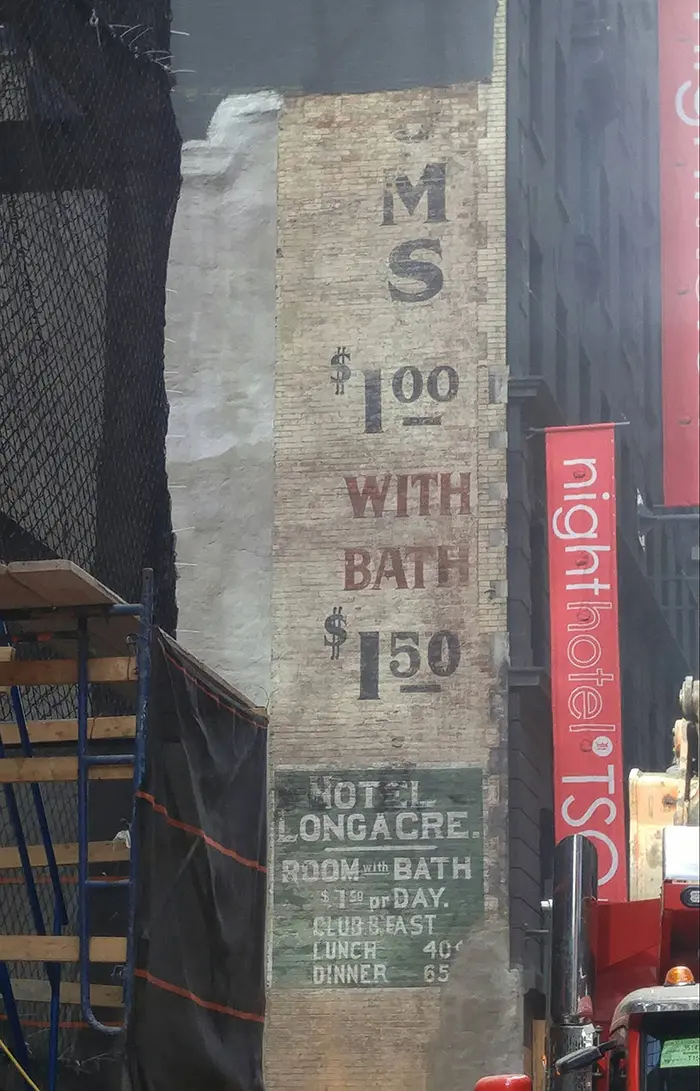 M
S
$1.00
WITH
BATH
$1.50
HOTEL
LONGACRE.
ROOM with BATH
$1.50 pr DAY.
CLUB B'EAST
LUNCH 40¢
DINNER 65
nighthotel TSQ